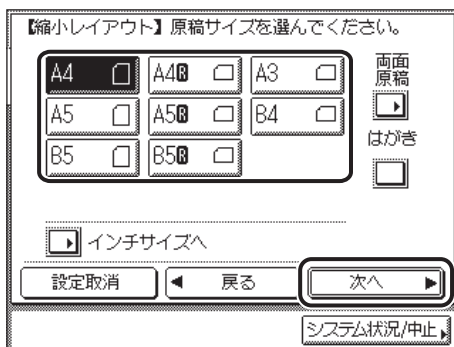 【縮小レイアウト】原稿サイズを選んでください。
A4 A4R A3
A5 A5R B4
B5 B5R
両面
原稿
はがき
インチサイズへ
設定取消 ◀ 戻る 次へ ▶
システム状況/中止